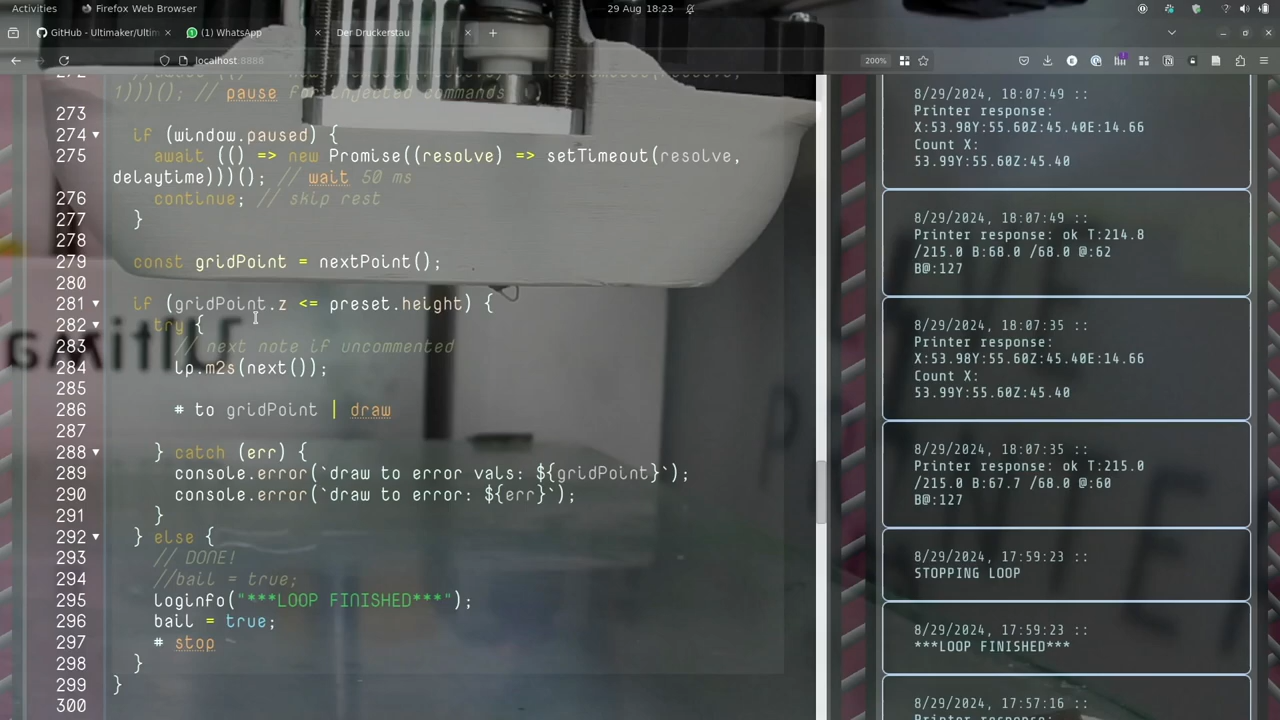 Activities
Firefox Web Browser
29 Aug 18:23
GitHub - Ultimaker/Ultim
(1) WhatsApp
Der Druckerstau
localhost:8888
200%
272
1)))(); // pause for injected commands
273
274 if (window.paused) {
275 await (() => new Promise((resolve) => setTimeout(resolve,
delaytime)))(); // wait 50 ms
276 continue; // skip rest
277 }
278
279 const gridPoint = nextPoint();
280
281 if (gridPoint.z <= preset.height) {
282 try {
283 // next note if uncommented
284 lp.m2s(next());
285
286 # to gridPoint | draw
287
288 } catch (err) {
289 console.error(`draw to error vals: ${gridPoint}`);
290 console.error(`draw to error: ${err}`);
291 }
292 } else {
293 // DONE!
294 //bail = true;
295 loginfo("***LOOP FINISHED***");
296 bail = true;
297 # stop
298 }
299 }
300
8/29/2024, 18:07:49 ::
Printer response:
X:53.98Y:55.60Z:45.40E:14.66
Count X:
53.99Y:55.60Z:45.40
8/29/2024, 18:07:49 ::
Printer response: ok T:214.8
/215.0 B:68.0 /68.0 @:62
B@:127
8/29/2024, 18:07:35 ::
Printer response:
X:53.98Y:55.60Z:45.40E:14.66
Count X:
53.99Y:55.60Z:45.40
8/29/2024, 18:07:35 ::
Printer response: ok T:215.0
/215.0 B:67.7 /68.0 @:60
B@:127
8/29/2024, 17:59:23 ::
STOPPING LOOP
8/29/2024, 17:59:23 ::
***LOOP FINISHED***
8/29/2024, 17:57:16 ::
Printer response: